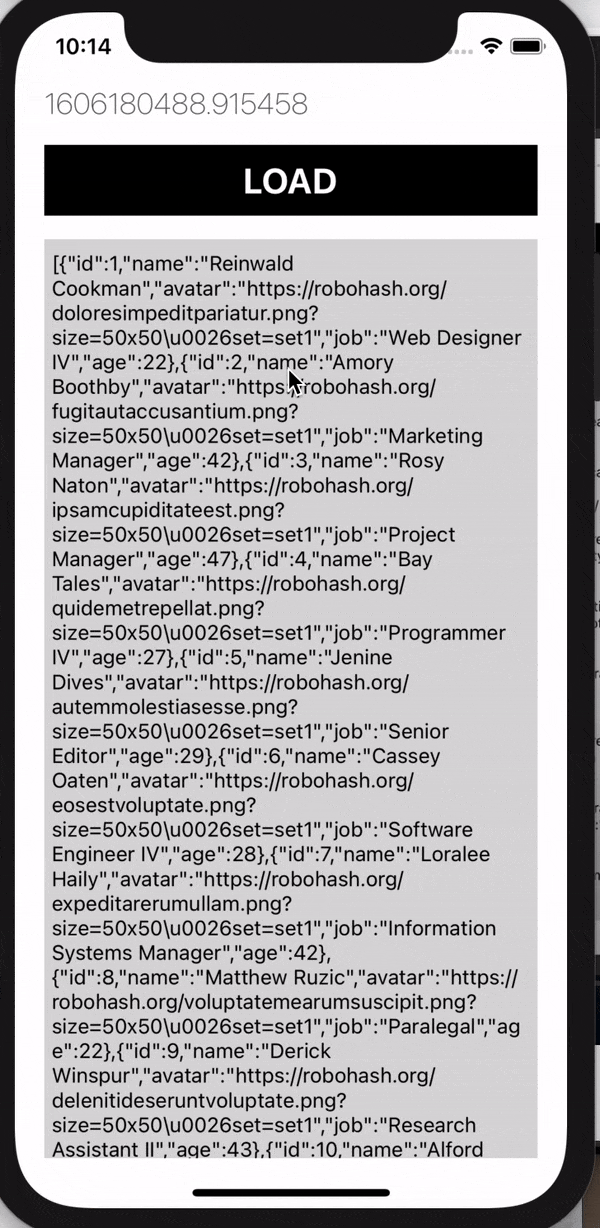 10:14
1606180488.915458
LOAD
[{"id":1,"name":"Reinwald
Cookman","avatar":"https://robohash.org/
doloresimpeditpariatur.png?
size=50x50\u0026set=set1","job":"Web Designer
IV","age":22},{"id":2,"name":"Amory
Boothby","avatar":"https://robohash.org/
fugitautaccusantium.png?
size=50x50\u0026set=set1","job":"Marketing
Manager","age":42},{"id":3,"name":"Rosy
Naton","avatar":"https://robohash.org/
ipsamcupiditateest.png?
size=50x50\u0026set=set1","job":"Project
Manager","age":47},{"id":4,"name":"Bay
Tales","avatar":"https://robohash.org/
quidemetrepellat.png?
size=50x50\u0026set=set1","job":"Programmer
IV","age":27},{"id":5,"name":"Jenine
Dives","avatar":"https://robohash.org/
autemmolestiasesse.png?
size=50x50\u0026set=set1","job":"Senior
Editor","age":29},{"id":6,"name":"Cassey
Oaten","avatar":"https://robohash.org/
eosestvoluptate.png?
size=50x50\u0026set=set1","job":"Software
Engineer IV","age":28},{"id":7,"name":"Loralee
Haily","avatar":"https://robohash.org/
expeditarerumullam.png?
size=50x50\u0026set=set1","job":"Information
Systems Manager","age":42},
{"id":8,"name":"Matthew Ruzic","avatar":"https://
robohash.org/voluptatemearumsuscipit.png?
size=50x50\u0026set=set1","job":"Paralegal","ag
e":22},{"id":9,"name":"Derick
Winspur","avatar":"https://robohash.org/
delenitideseruntvoluptate.png?
size=50x50\u0026set=set1","job":"Research
Assistant II","age":43},{"id":10,"name":"Alford